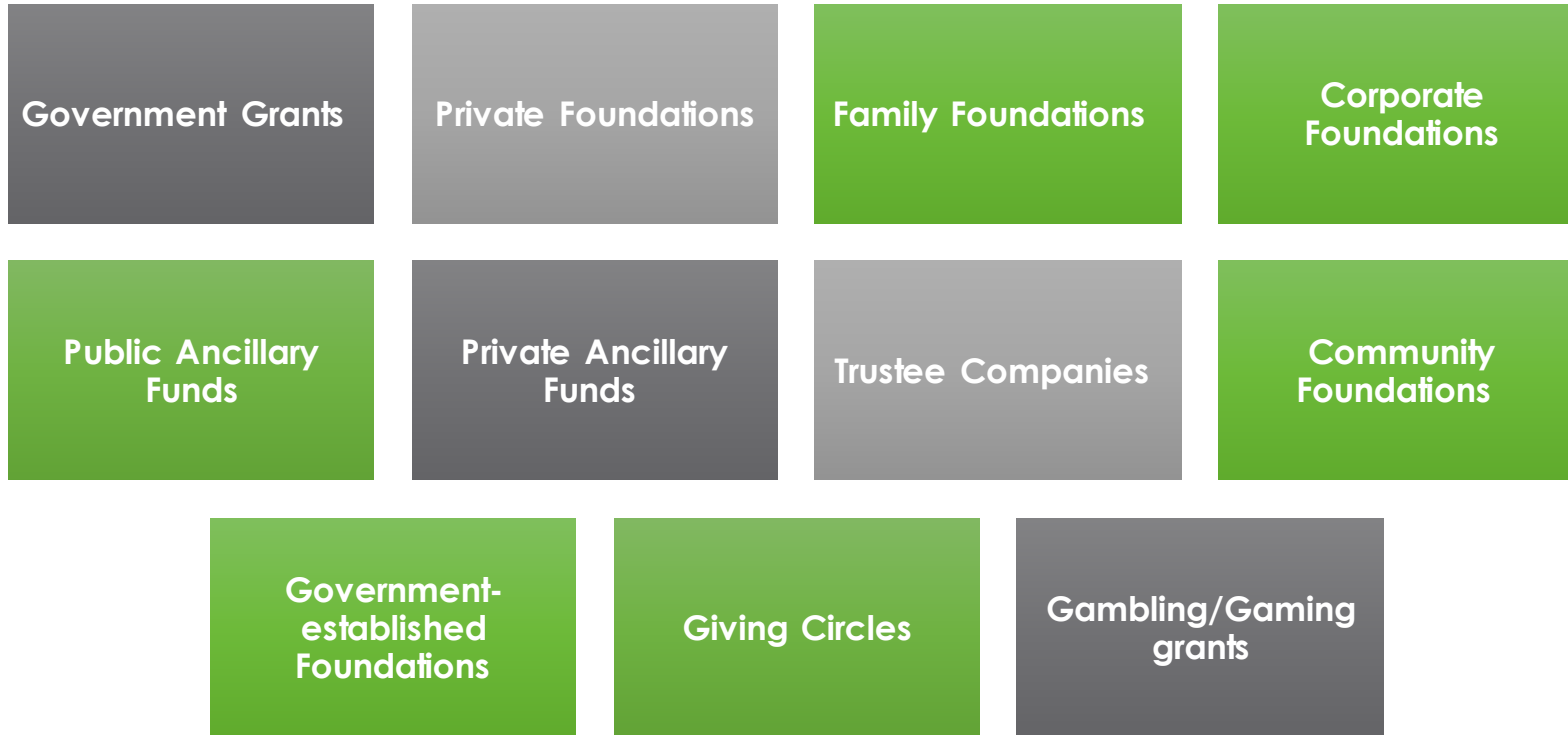 Government Grants
Private Foundations
Family Foundations
Corporate
Foundations
Public Ancillary
Funds
Private Ancillary
Funds
Trustee Companies
Community
Foundations
Government-
established
Foundations
Giving Circles
Gambling/Gaming
grants